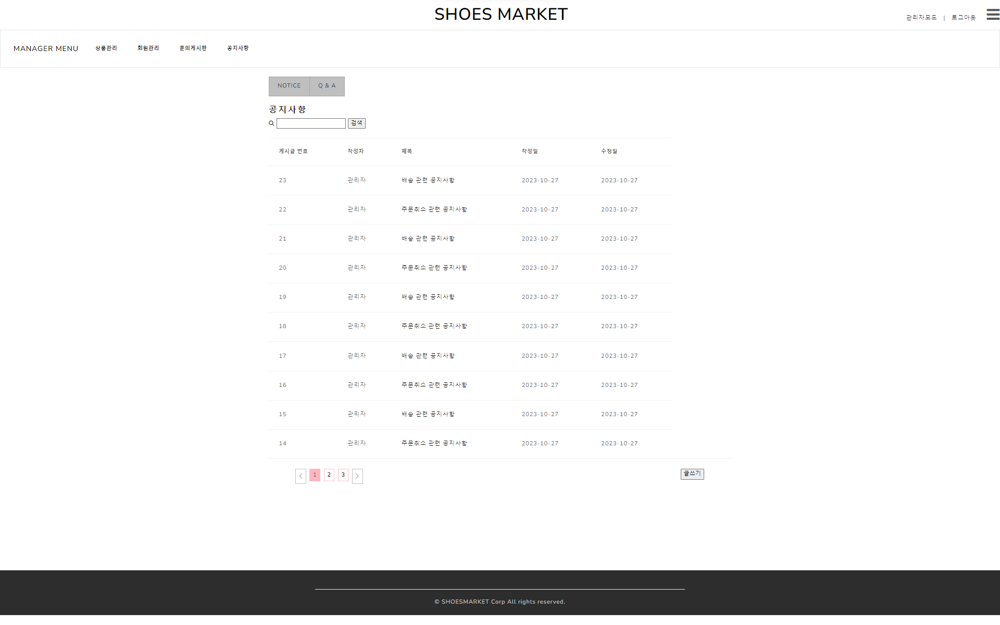 SHOES MARKET
관리자모드 | 로그아웃
MANAGER MENU 상품관리 회원관리 문의게시판 공지사항
NOTICE Q & A
공지사항
검색
게시글 번호 작성자 제목 작성일 수정일
23 관리자 배송 관련 공지사항 2023-10-27 2023-10-27
22 관리자 주문취소 관련 공지사항 2023-10-27 2023-10-27
21 관리자 배송 관련 공지사항 2023-10-27 2023-10-27
20 관리자 주문취소 관련 공지사항 2023-10-27 2023-10-27
19 관리자 배송 관련 공지사항 2023-10-27 2023-10-27
18 관리자 주문취소 관련 공지사항 2023-10-27 2023-10-27
17 관리자 배송 관련 공지사항 2023-10-27 2023-10-27
16 관리자 주문취소 관련 공지사항 2023-10-27 2023-10-27
15 관리자 배송 관련 공지사항 2023-10-27 2023-10-27
14 관리자 주문취소 관련 공지사항 2023-10-27 2023-10-27
1 2 3 글쓰기
© SHOESMARKET Corp All rights reserved.